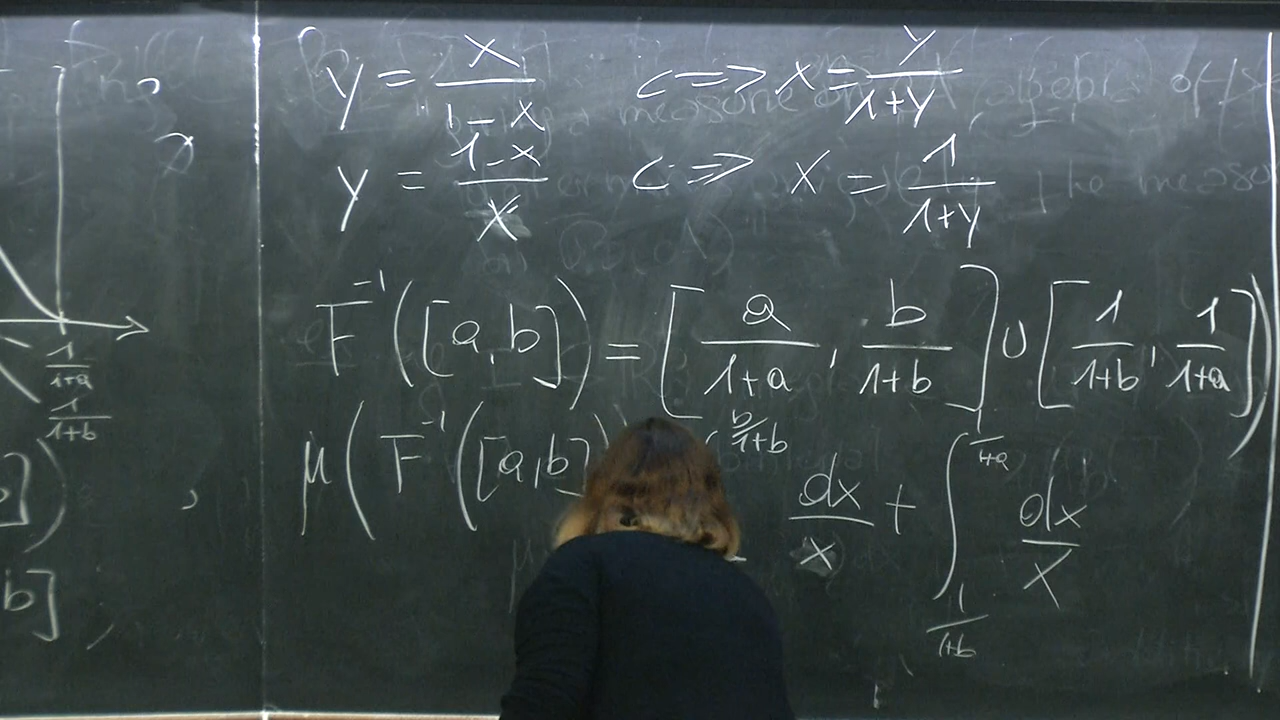 y = x/(1-x) <=> x = y/(1+y)
y = (1-x)/x <=> x = 1/(1+y)
F^{-1}([a,b]) = [a/(1+a), b/(1+b)] ∪ [1/(1+b), 1/(1+a)]
μ(F^{-1}([a,b] b/(1+b) dx/x + ∫_{1/(1+b)}^{1/(1+a)} dx/x
1/(1+a)
1/(1+b)
b]